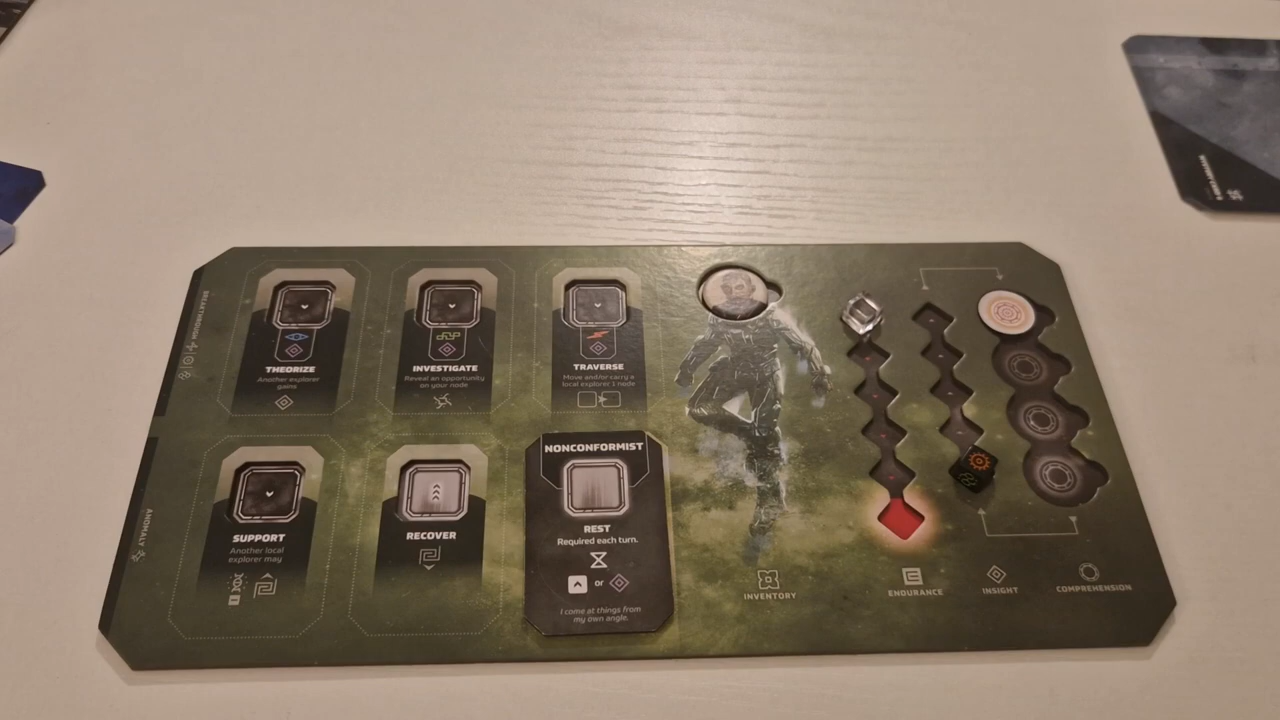 BREAKTHROUGH
THEORIZE
Another explorer
gains
INVESTIGATE
Reveal an opportunity
on your node
TRAVERSE
Move and/or carry a
local explorer 1 node
ANOMALY
SUPPORT
Another local
explorer may
RECOVER
NONCONFORMIST
REST
Required each turn.
or
I come at things from
my own angle.
INVENTORY
ENDURANCE
INSIGHT
COMPREHENSION